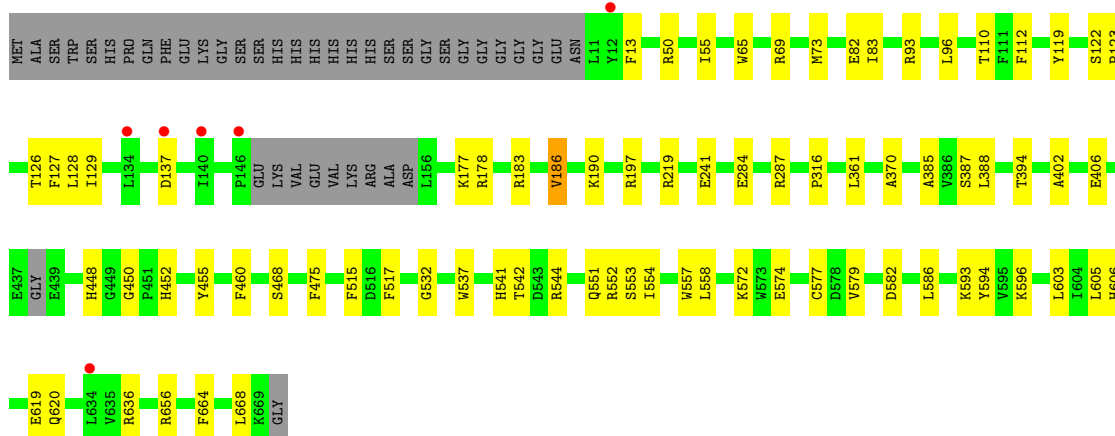 MET ALA SER TRP SER HIS PRO GLN PHE GLU LYS GLY SER SER HIS HIS HIS HIS HIS HIS SER SER GLY SER GLY GLY GLY GLY GLY GLU ASN L11 Y12 F13 R50 I55 W65 R69 M73 E82 I83 R93 L96 T110 F111 F112 Y119 S122
T126 F127 L128 I129 L134 D137 I140 P146 GLU LYS VAL GLU VAL LYS ARG ALA ASP L156 K177 R178 R183 V186 K190 R197 R219 E241 E284 R287 P316 L361 A370 A385 V386 S387 L388 T394 A402 E406
E437 GLY E439 H448 G449 G450 P451 H452 Y455 F460 S468 F475 F515 D516 F517 G532 W537 H541 T542 D543 R544 Q551 R552 S553 I554 W557 L558 K572 W573 E574 C577 D578 V579 D582 L586 K593 Y594 V595 K596 L603 I604 L605 H606
E619 Q620 L634 V635 R636 R656 F664 L668 K669 GLY